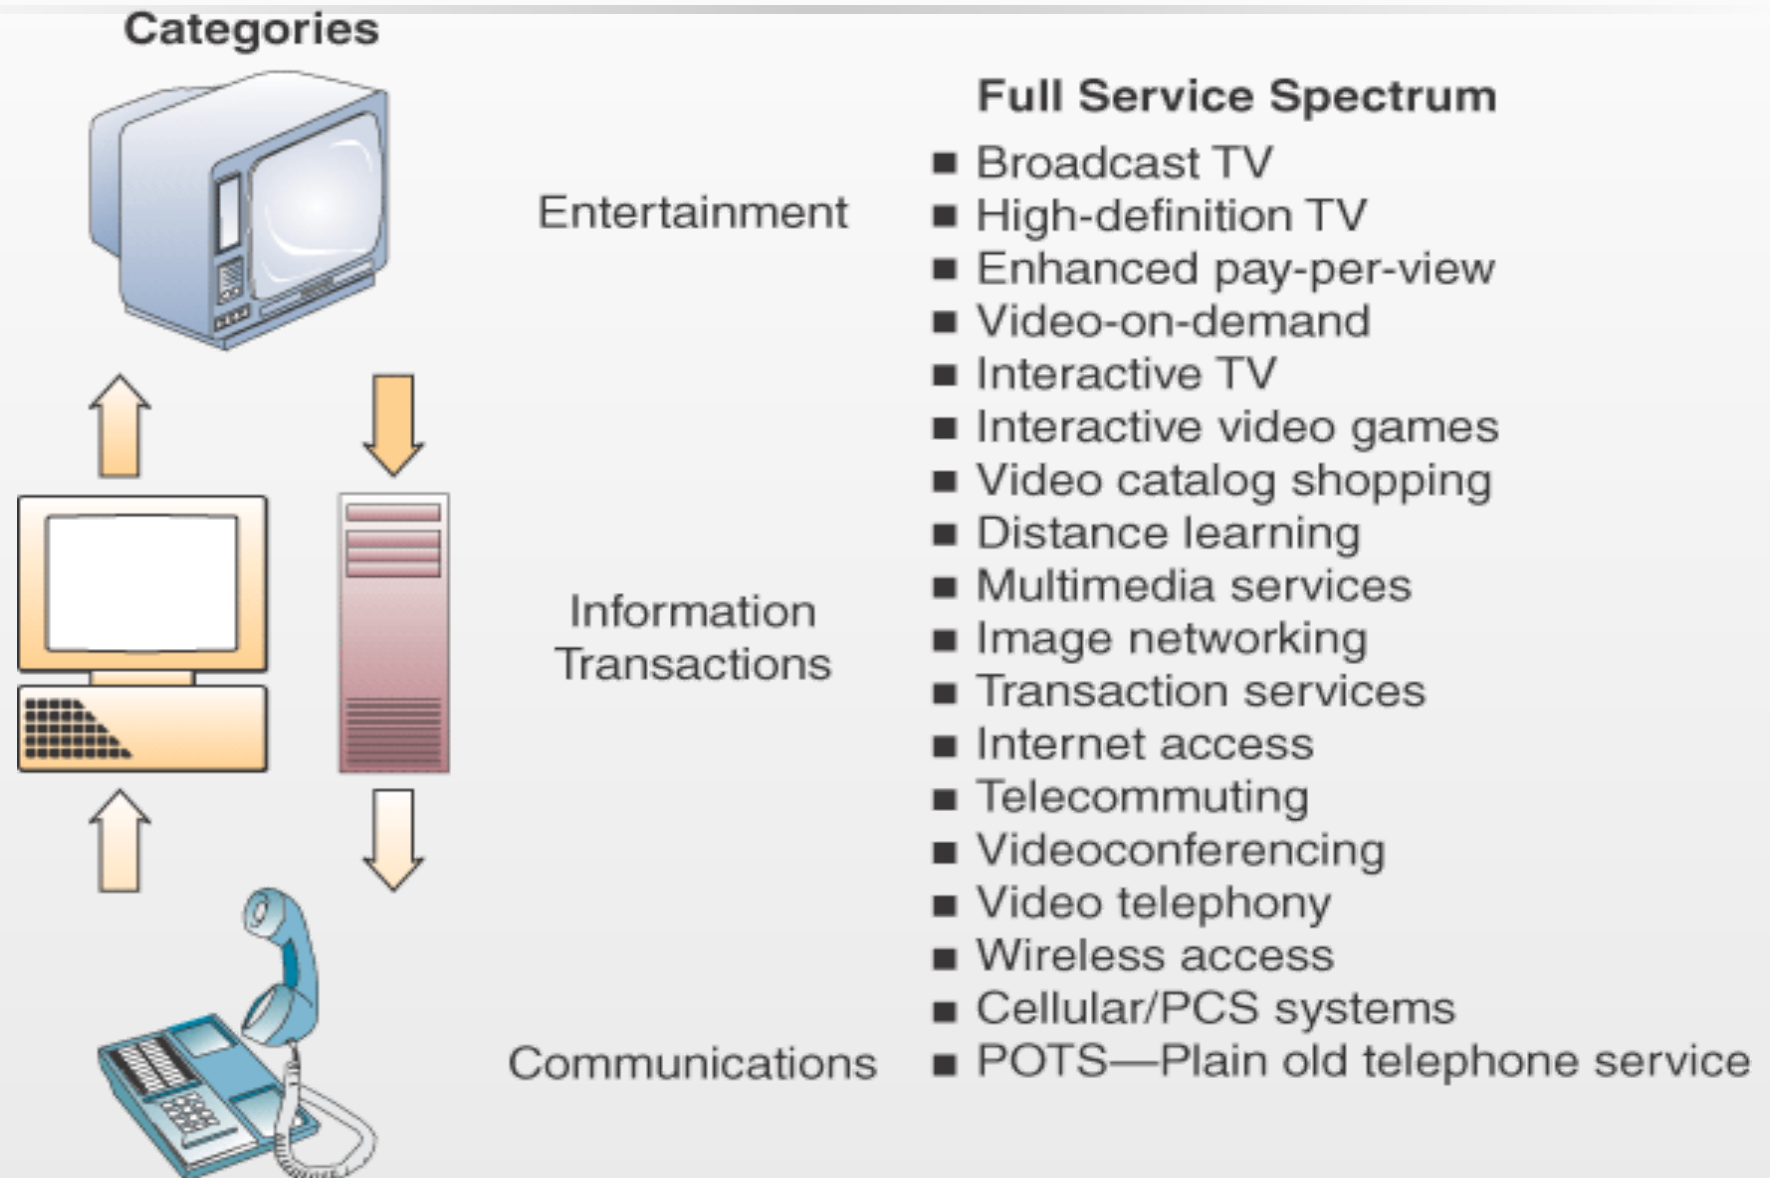 Categories
Entertainment
Information
Transactions
Communications
Full Service Spectrum
■ Broadcast TV
■ High-definition TV
■ Enhanced pay-per-view
■ Video-on-demand
■ Interactive TV
■ Interactive video games
■ Video catalog shopping
■ Distance learning
■ Multimedia services
■ Image networking
■ Transaction services
■ Internet access
■ Telecommuting
■ Videoconferencing
■ Video telephony
■ Wireless access
■ Cellular/PCS systems
■ POTS—Plain old telephone service